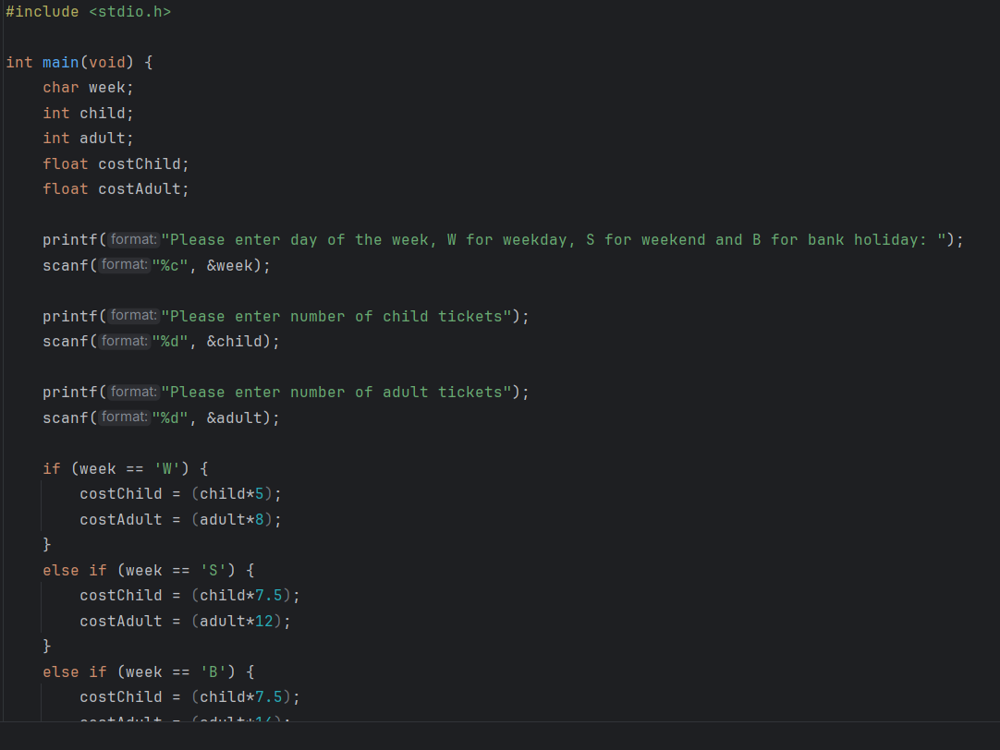 #include <stdio.h>
int main(void) {
char week;
int child;
int adult;
float costChild;
float costAdult;
printf( format: "Please enter day of the week, W for weekday, S for weekend and B for bank holiday: ");
scanf( format: "%c", &week);
printf( format: "Please enter number of child tickets");
scanf( format: "%d", &child);
printf( format: "Please enter number of adult tickets");
scanf( format: "%d", &adult);
if (week == 'W') {
costChild = (child*5);
costAdult = (adult*8);
}
else if (week == 'S') {
costChild = (child*7.5);
costAdult = (adult*12);
}
else if (week == 'B') {
costChild = (child*7.5);
costAdult =